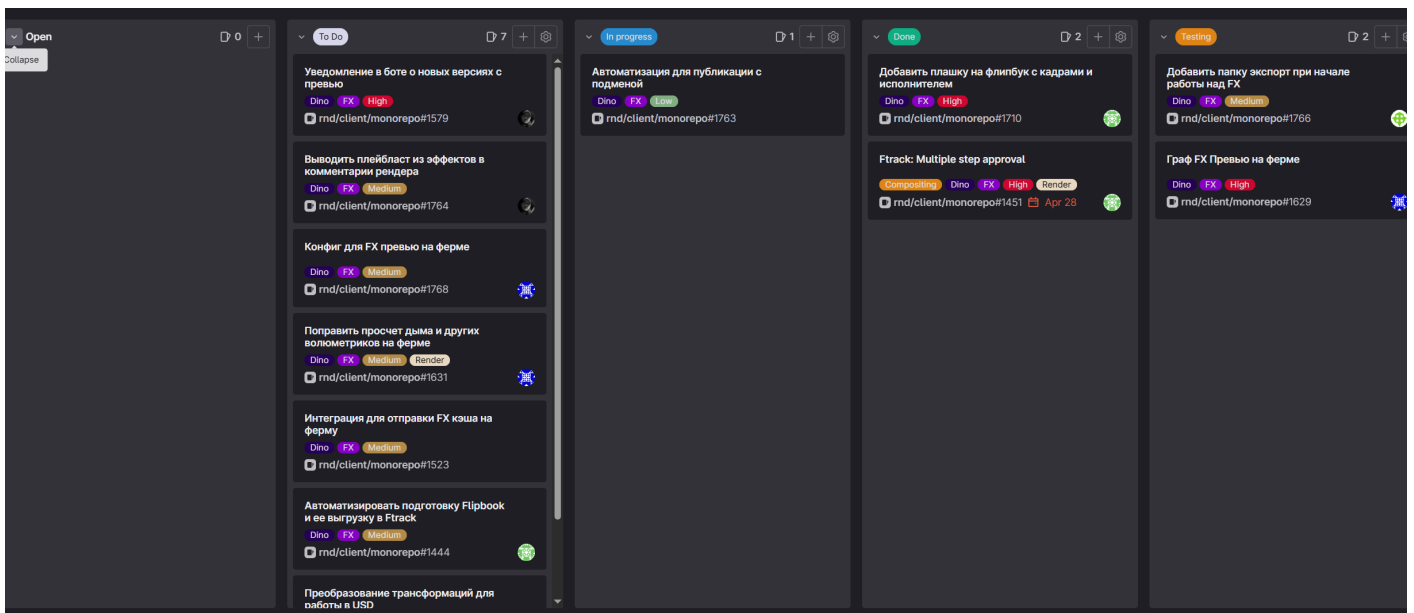 Open
0
Collapse
To Do
7
Уведомление в боте о новых версиях с
превью
Dino FX High
rnd/client/monorepo#1579
Выводить плейбласт из эффектов в
комментарии рендера
Dino FX Medium
rnd/client/monorepo#1764
Конфиг для FX превью на ферме
Dino FX Medium
rnd/client/monorepo#1768
Поправить просчет дыма и других
волюметриков на ферме
Dino FX Medium Render
rnd/client/monorepo#1631
Интеграция для отправки FX кэша на
ферму
Dino FX Medium
rnd/client/monorepo#1523
Автоматизировать подготовку Flipbook
и ее выгрузку в Ftrack
Dino FX Medium
rnd/client/monorepo#1444
Преобразование трансформаций для
работы в USD
In progress
1
Автоматизация для публикации с
подменой
Dino FX Low
rnd/client/monorepo#1763
Done
2
Добавить плашку на флипбук с кадрами и
исполнителем
Dino FX High
rnd/client/monorepo#1710
Ftrack: Multiple step approval
Compositing Dino FX High Render
rnd/client/monorepo#1451 Apr 28
Testing
2
Добавить папку экспорт при начале
работы над FX
Dino FX Medium
rnd/client/monorepo#1766
Граф FX Превью на ферме
Dino FX High
rnd/client/monorepo#1629